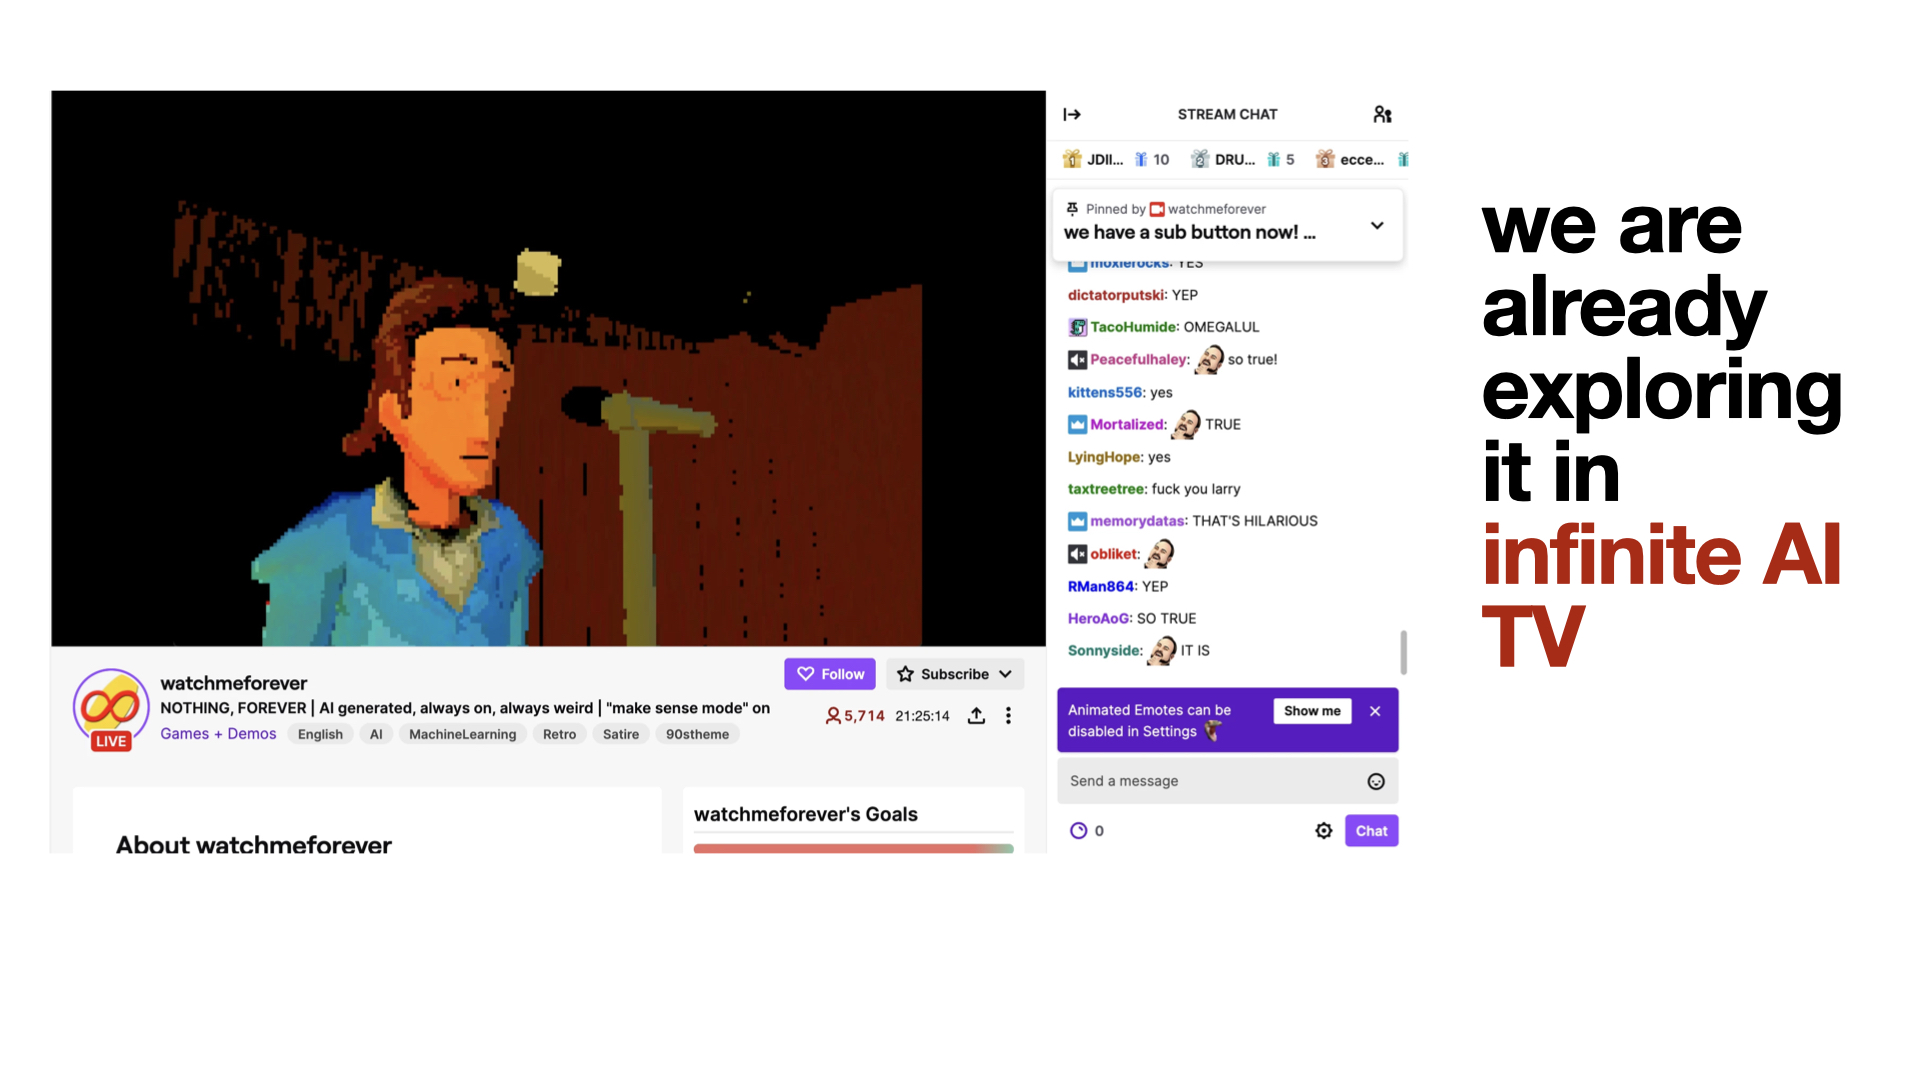 STREAM CHAT
1 JDII... 10 2 DRU... 5 3 ecce...
Pinned by watchmeforever
we have a sub button now! ...
moxierocks: YES
dictatorputski: YEP
TacoHumide: OMEGALUL
Peacefulhaley: so true!
kittens556: yes
Mortalized: TRUE
LyingHope: yes
taxtreetree: fuck you larry
memorydatas: THAT'S HILARIOUS
obliket:
RMan864: YEP
HeroAoG: SO TRUE
Sonnyside: IT IS
Animated Emotes can be
disabled in Settings
Show me
Send a message
0
Chat
watchmeforever
Follow
Subscribe
NOTHING, FOREVER | AI generated, always on, always weird | "make sense mode" on
5,714 21:25:14
Games + Demos English AI MachineLearning Retro Satire 90stheme
LIVE
About watchmeforever
watchmeforever's Goals
we are
already
exploring
it in
infinite AI
TV